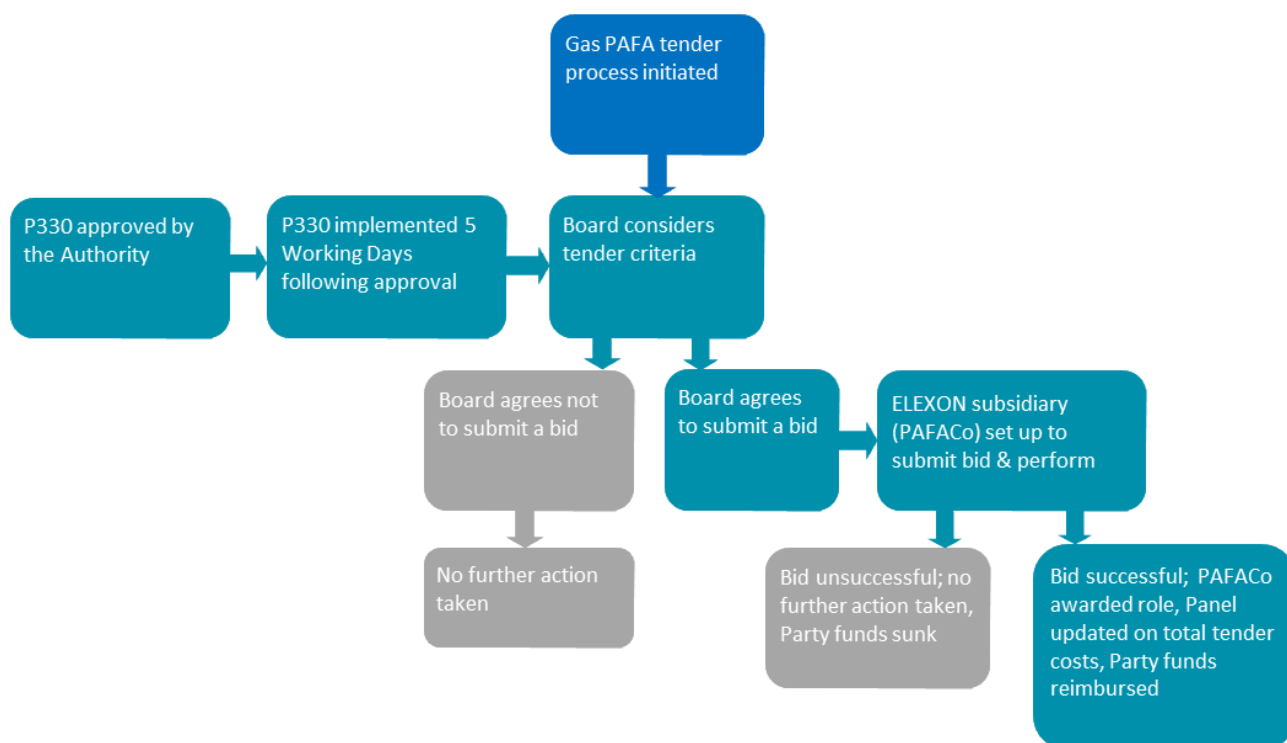 Gas PAFA tender
process initiated
P330 approved by
the Authority
P330 implemented 5
Working Days
following approval
Board considers
tender criteria
Board agrees not
to submit a bid
Board agrees
to submit a bid
ELEXON subsidiary
(PAFACo) set up to
submit bid & perform
No further action
taken
Bid unsuccessful; no
further action taken,
Party funds sunk
Bid successful; PAFACo
awarded role, Panel
updated on total tender
costs, Party funds
reimbursed